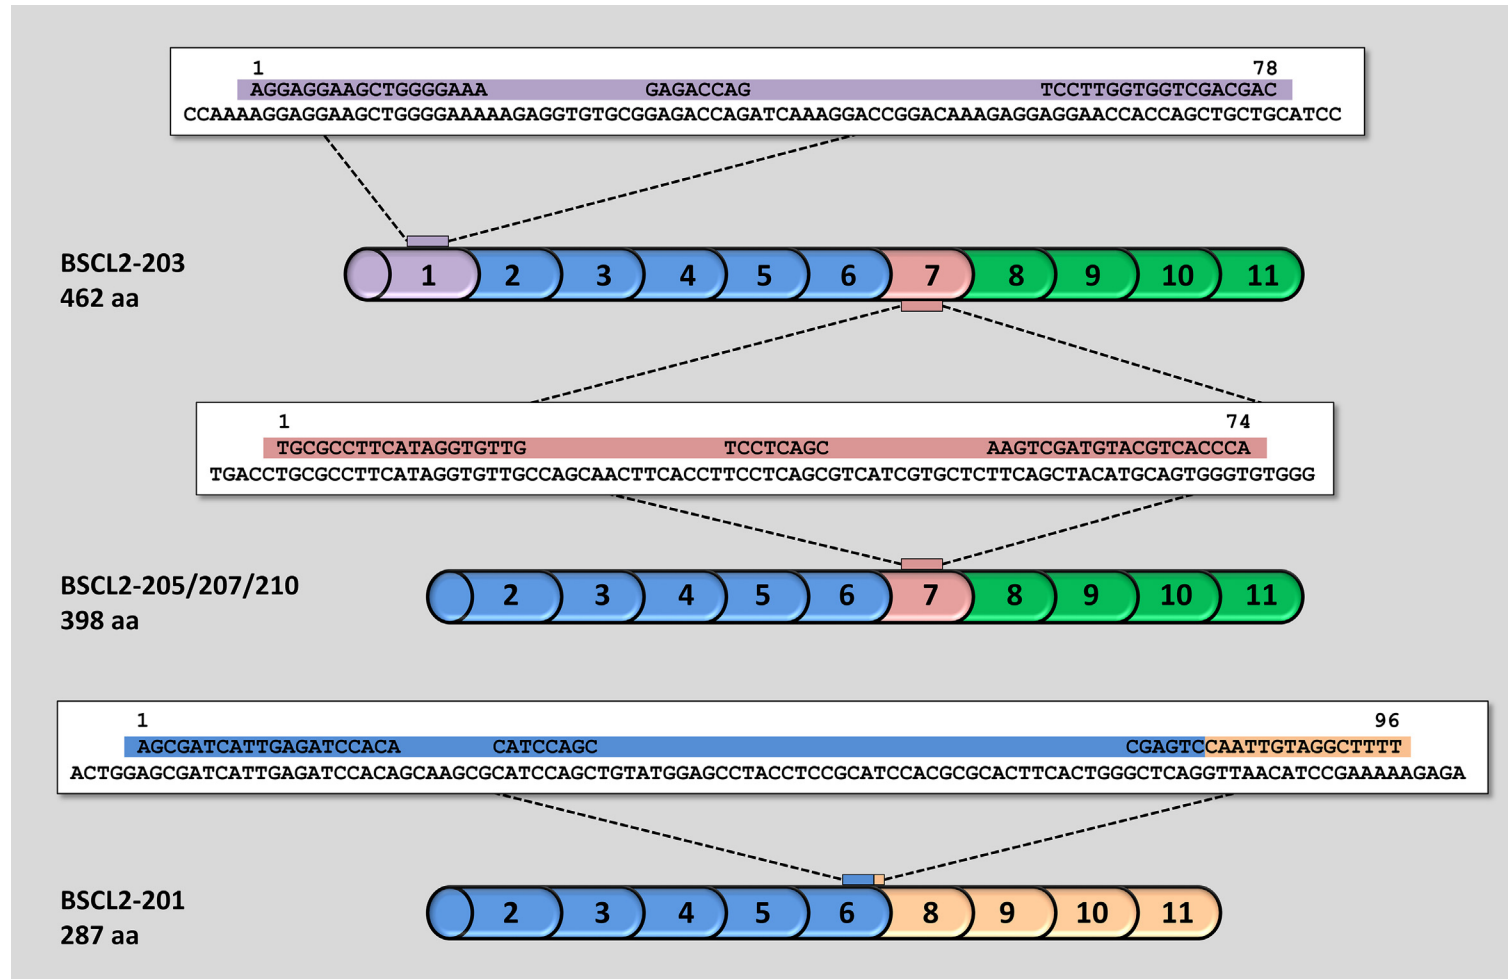 1 78
AGGAGGAAGCTGGGGAAA GAGACCAG TCCTTGGTGGTCGACGAC
CCAAAAGGAGGAAGCTGGGGAAAAAGAGGTGTGCGGAGACCAGATCAAAGGACCGGACAAAGAGGAGGAACCACCAGCTGCTGCATCC
BSCL2-203
462 aa
1 2 3 4 5 6 7 8 9 10 11
1 74
TGCGCCTTCATAGGTGTTG TCCTCAGC AAGTCGATGTACGTCACCCA
TGACCTGCGCCTTCATAGGTGTTGCCAGCAACTTCACCTTCCTCAGCGTCATCGTGCTCTTCAGCTACATGCAGTGGGTGTGGG
BSCL2-205/207/210
398 aa
2 3 4 5 6 7 8 9 10 11
1 96
AGCGATCATTGAGATCCACA CATCCAGC CGAGTCCAATTGTAGGCTTTT
ACTGGAGCGATCATTGAGATCCACAGCAAGCGCATCCAGCTGTATGGAGCCTACCTCCGCATCCACGCGCACTTCACTGGGCTCAGGTTAACATCCGAAAAAGAGA
BSCL2-201
287 aa
2 3 4 5 6 8 9 10 11